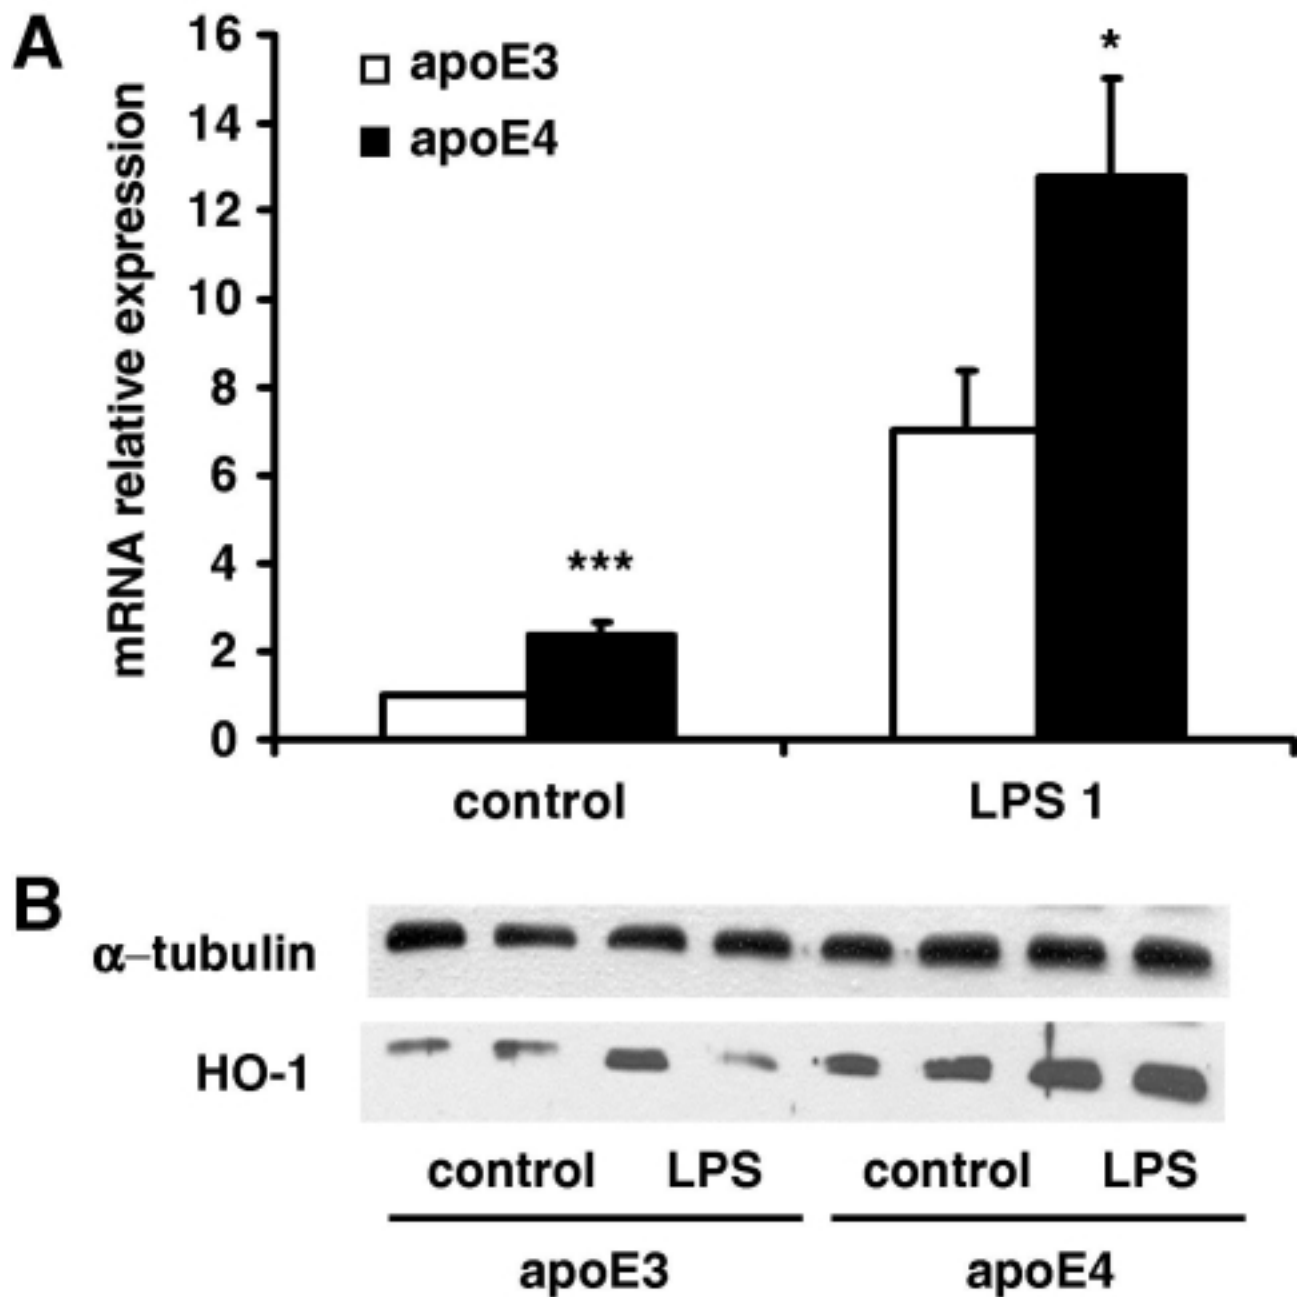 A
mRNA relative expression
16
14
12
10
8
6
4
2
0
apoE3
apoE4
***
*
control LPS 1
B
α–tubulin
HO-1
control LPS control LPS
apoE3 apoE4